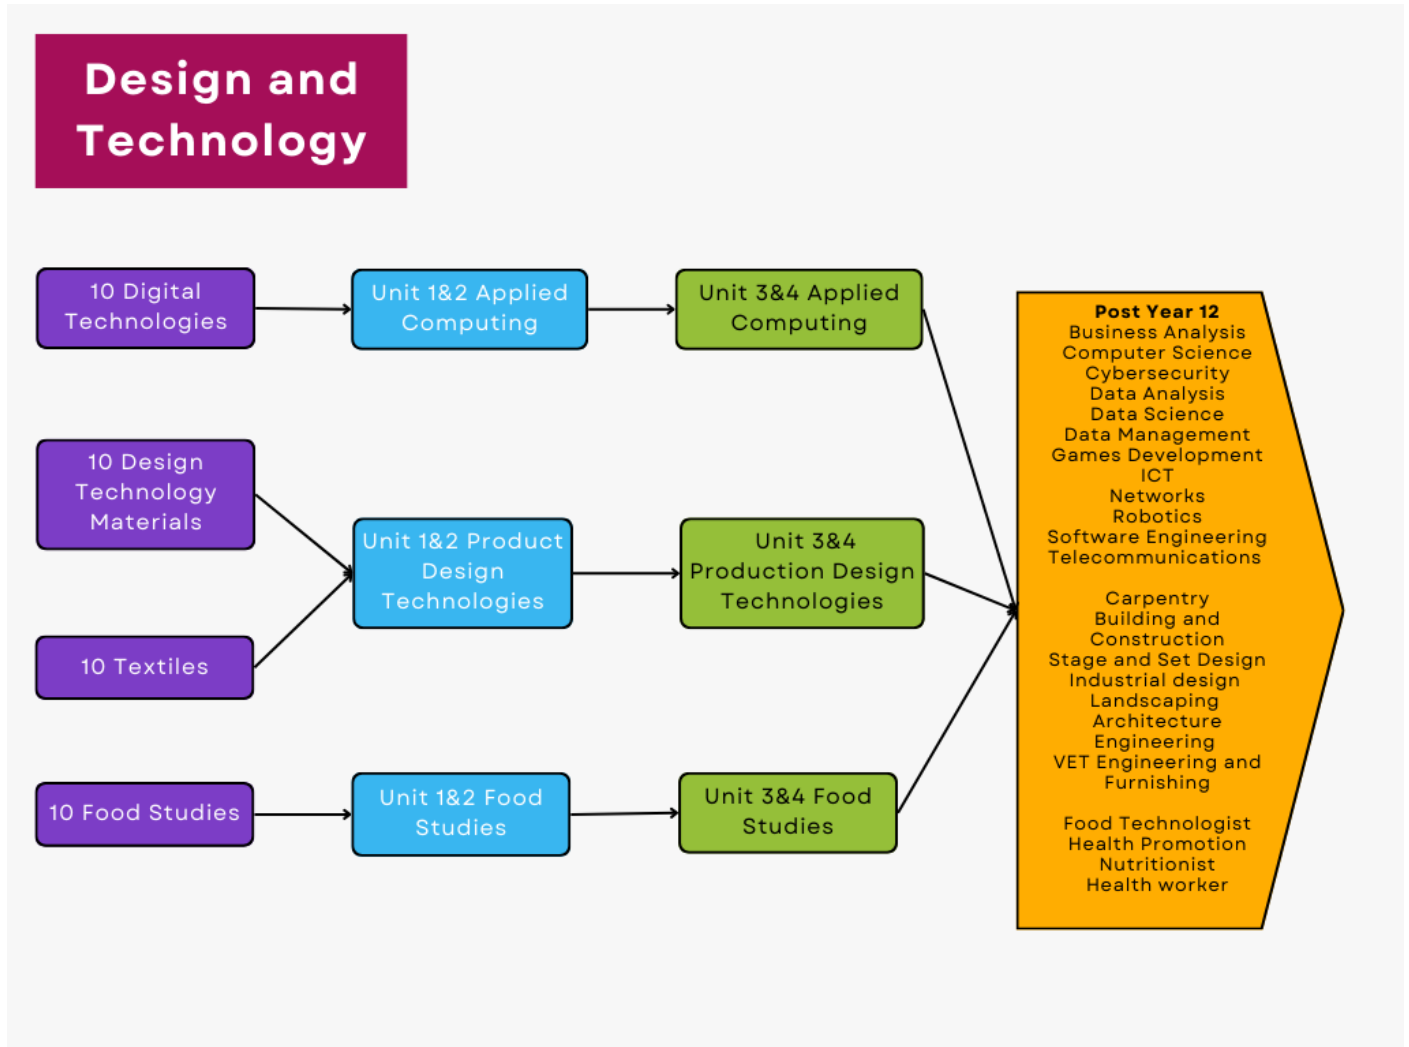 Design and
Technology
10 Digital
Technologies
Unit 1&2 Applied
Computing
Unit 3&4 Applied
Computing
10 Design
Technology
Materials
10 Textiles
Unit 1&2 Product
Design
Technologies
Unit 3&4
Production Design
Technologies
10 Food Studies
Unit 1&2 Food
Studies
Unit 3&4 Food
Studies
Post Year 12
Business Analysis
Computer Science
Cybersecurity
Data Analysis
Data Science
Data Management
Games Development
ICT
Networks
Robotics
Software Engineering
Telecommunications
Carpentry
Building and
Construction
Stage and Set Design
Industrial design
Landscaping
Architecture
Engineering
VET Engineering and
Furnishing
Food Technologist
Health Promotion
Nutritionist
Health worker